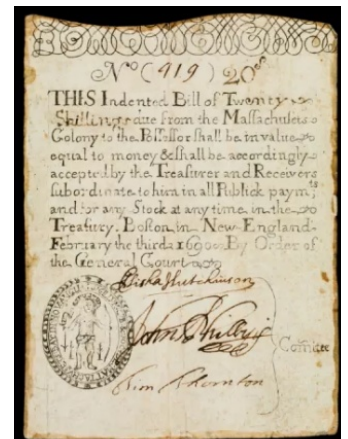 No (919) 20s
THIS Indented Bill of Twenty
Shillings due from the Massachusets
Colony to the Possessor shall be in value
equal to money & shall be accordingly
accepted by the Treasurer and Receivers
subordinate to him in all Publick paymts
and for any Stock at any time in the
Treasury. Boston in New-England
February the third 1690. By Order of
the General Court
Elisha Hutchinson
John Phillips
Tim Thornton
Comitee